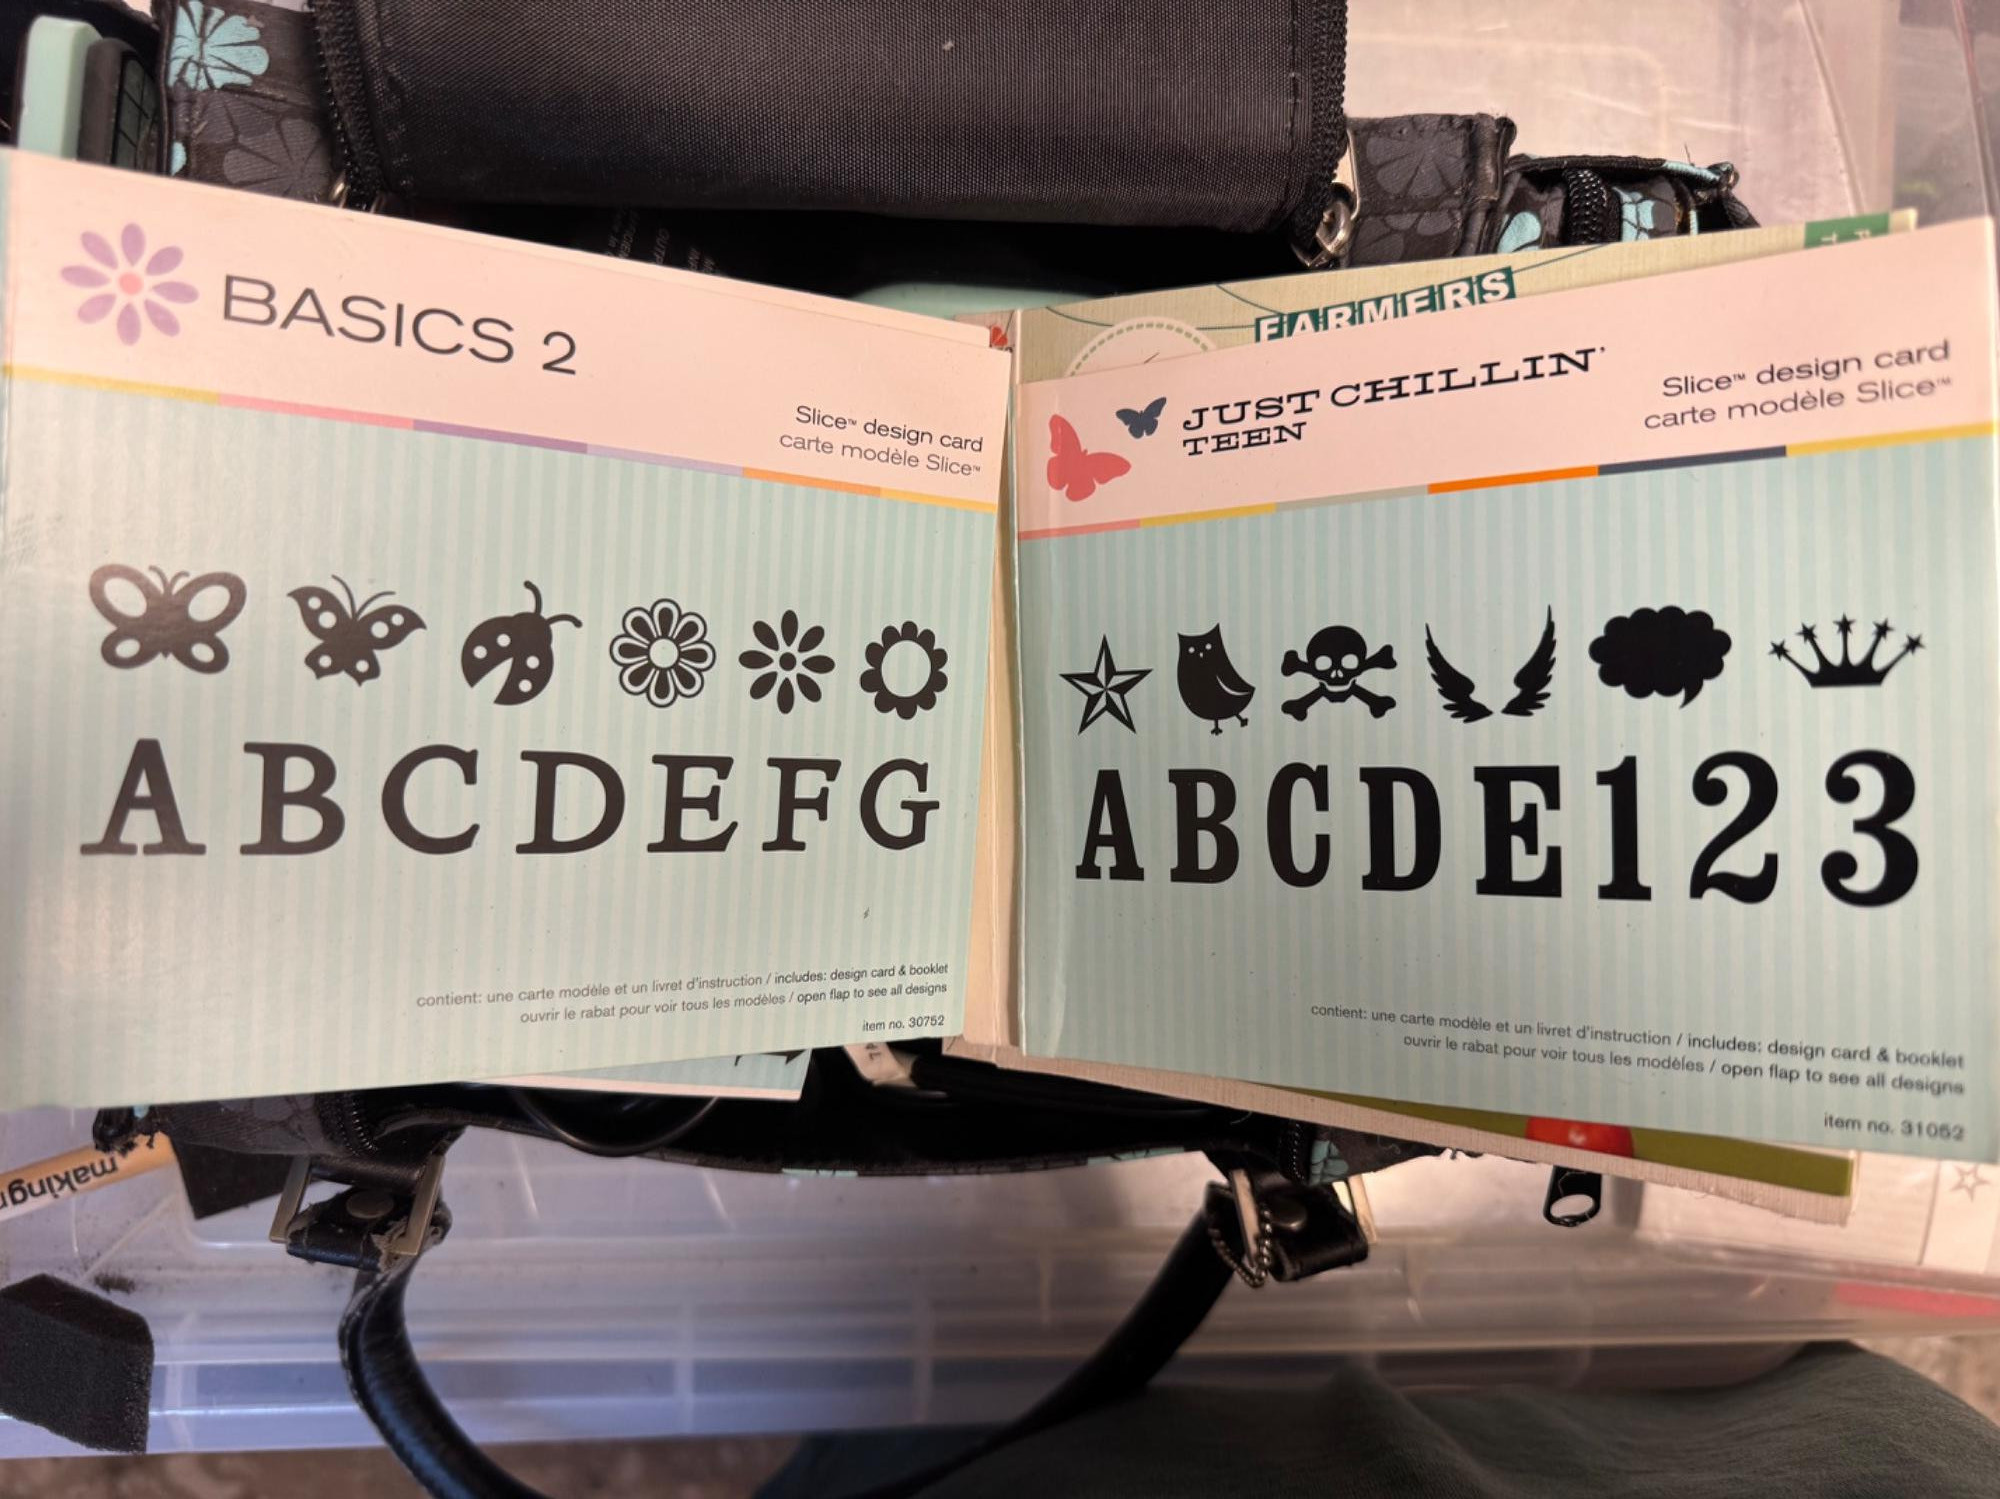 BASICS 2
Slice™ design card
carte modèle Slice™
ABCDEFG
contient: une carte modèle et un livret d'instruction / includes: design card & booklet
ouvrir le rabat pour voir tous les modèles / open flap to see all designs
item no. 30752
FARMERS
JUST CHILLIN'
TEEN
Slice™ design card
carte modèle Slice™
ABCDE123
contient: une carte modèle et un livret d'instruction / includes: design card & booklet
ouvrir le rabat pour voir tous les modèles / open flap to see all designs
item no. 31052
making